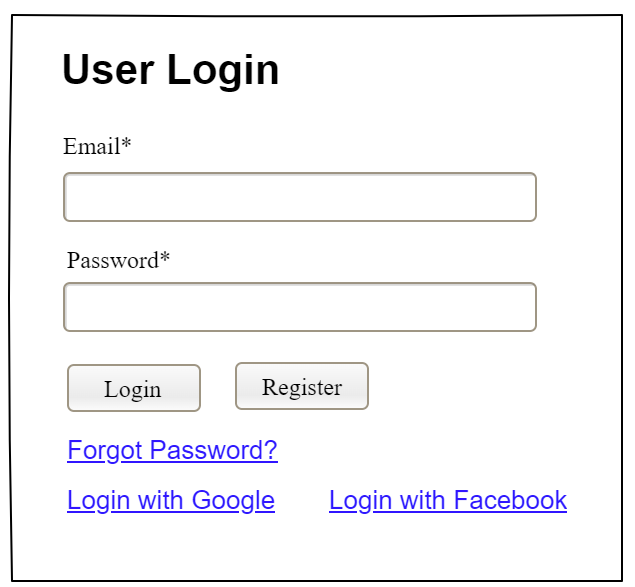 User Login
Email*
Password*
Login Register
Forgot Password?
Login with Google Login with Facebook